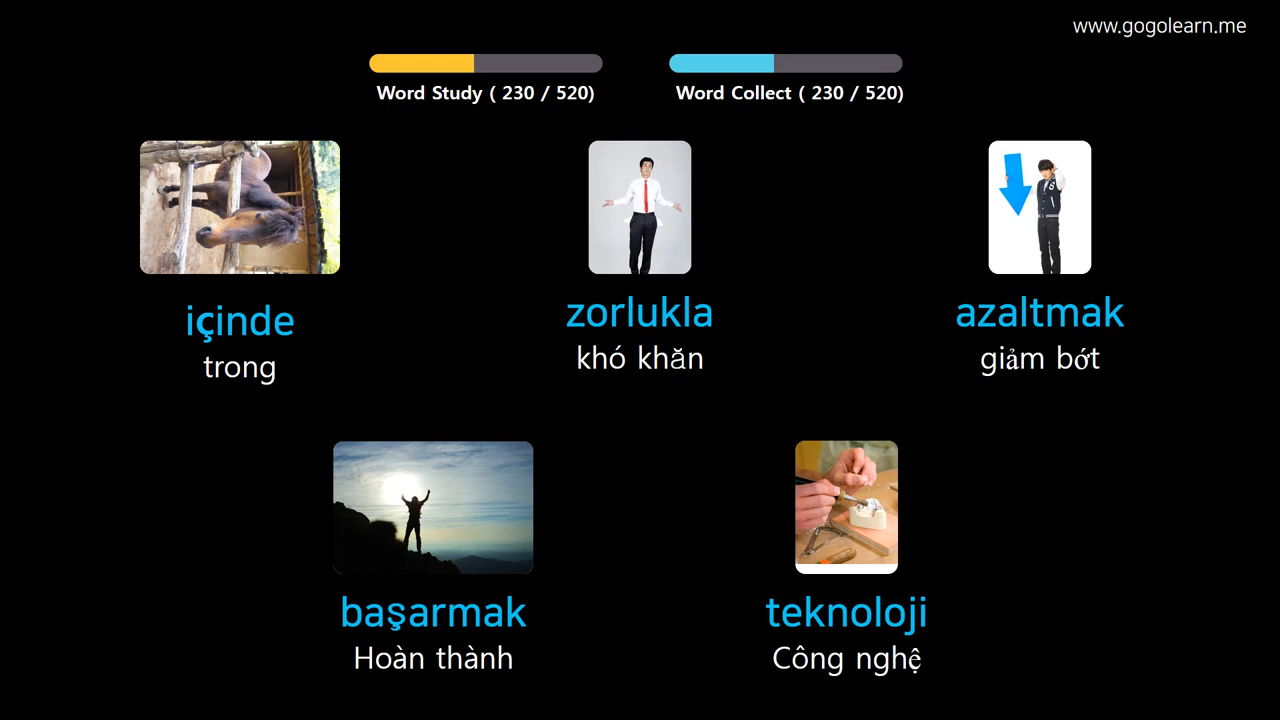 www.gogolearn.me
Word Study ( 230 / 520)
Word Collect ( 230 / 520)
içinde
trong
zorlukla
khó khăn
azaltmak
giảm bớt
başarmak
Hoàn thành
teknoloji
Công nghệ